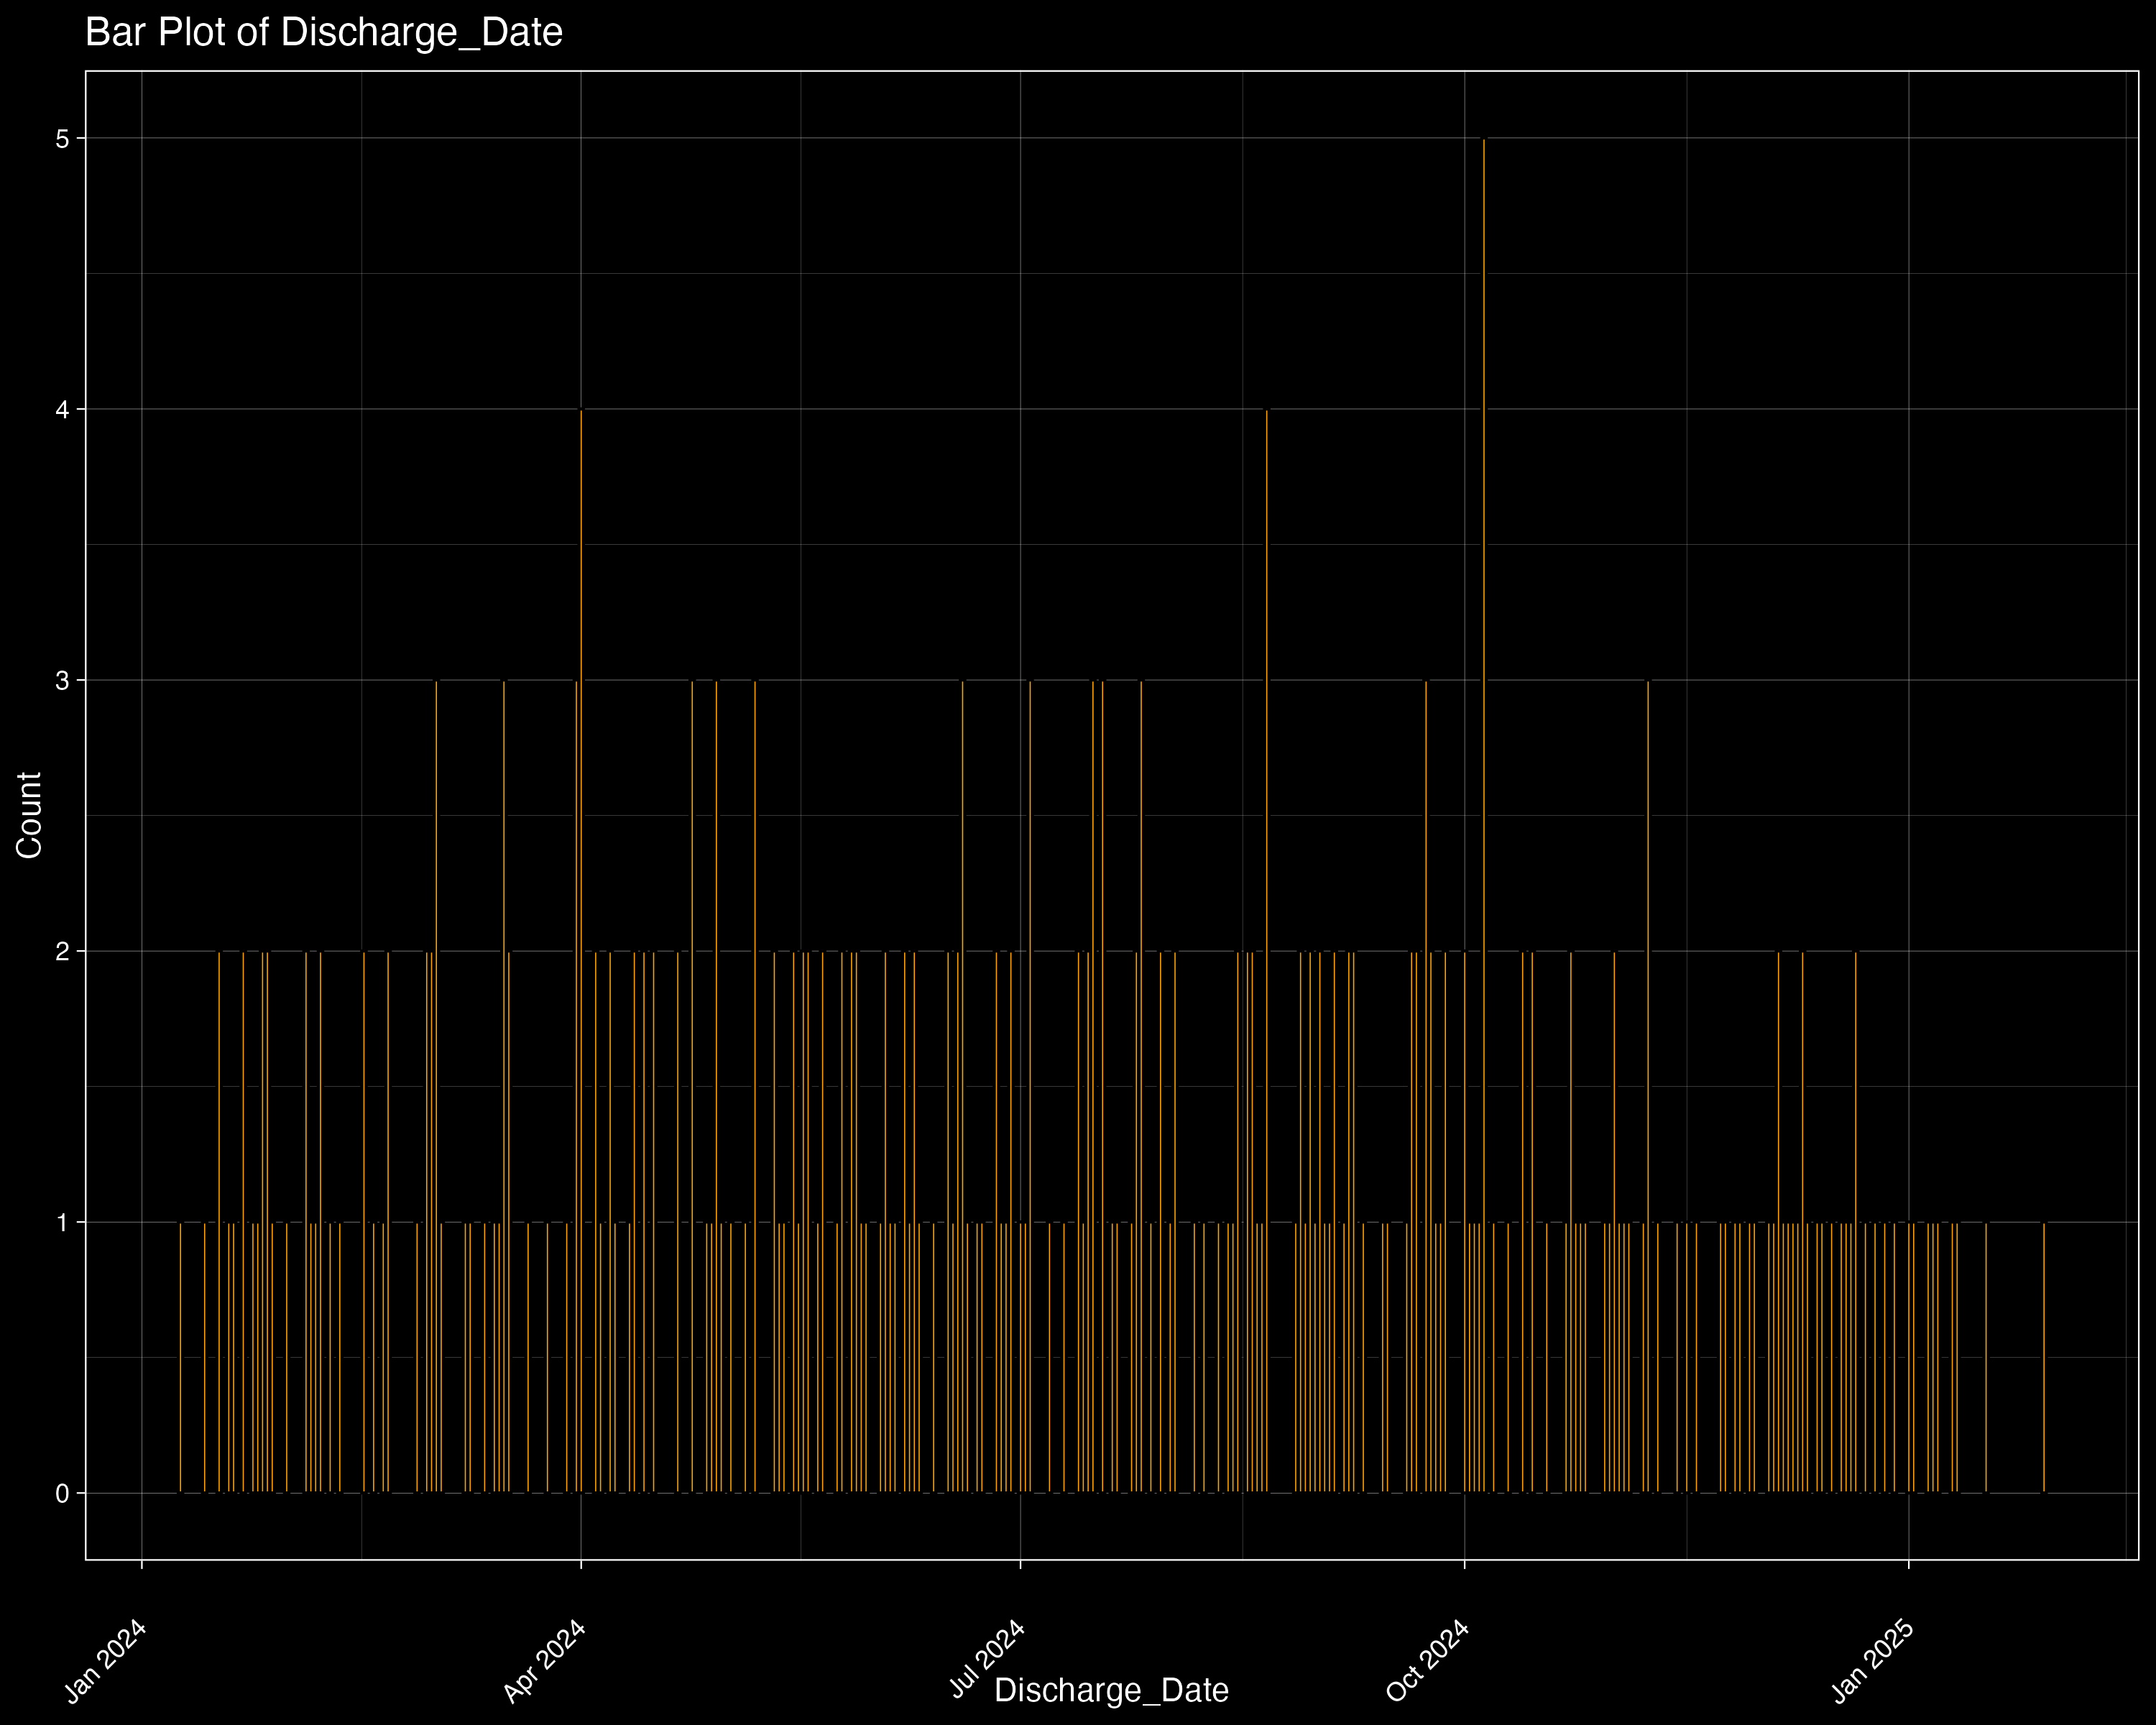 Bar Plot of Discharge_Date
5
4
3
2
1
0
Count
Jan 2024
Apr 2024
Jul 2024
Oct 2024
Jan 2025
Discharge_Date